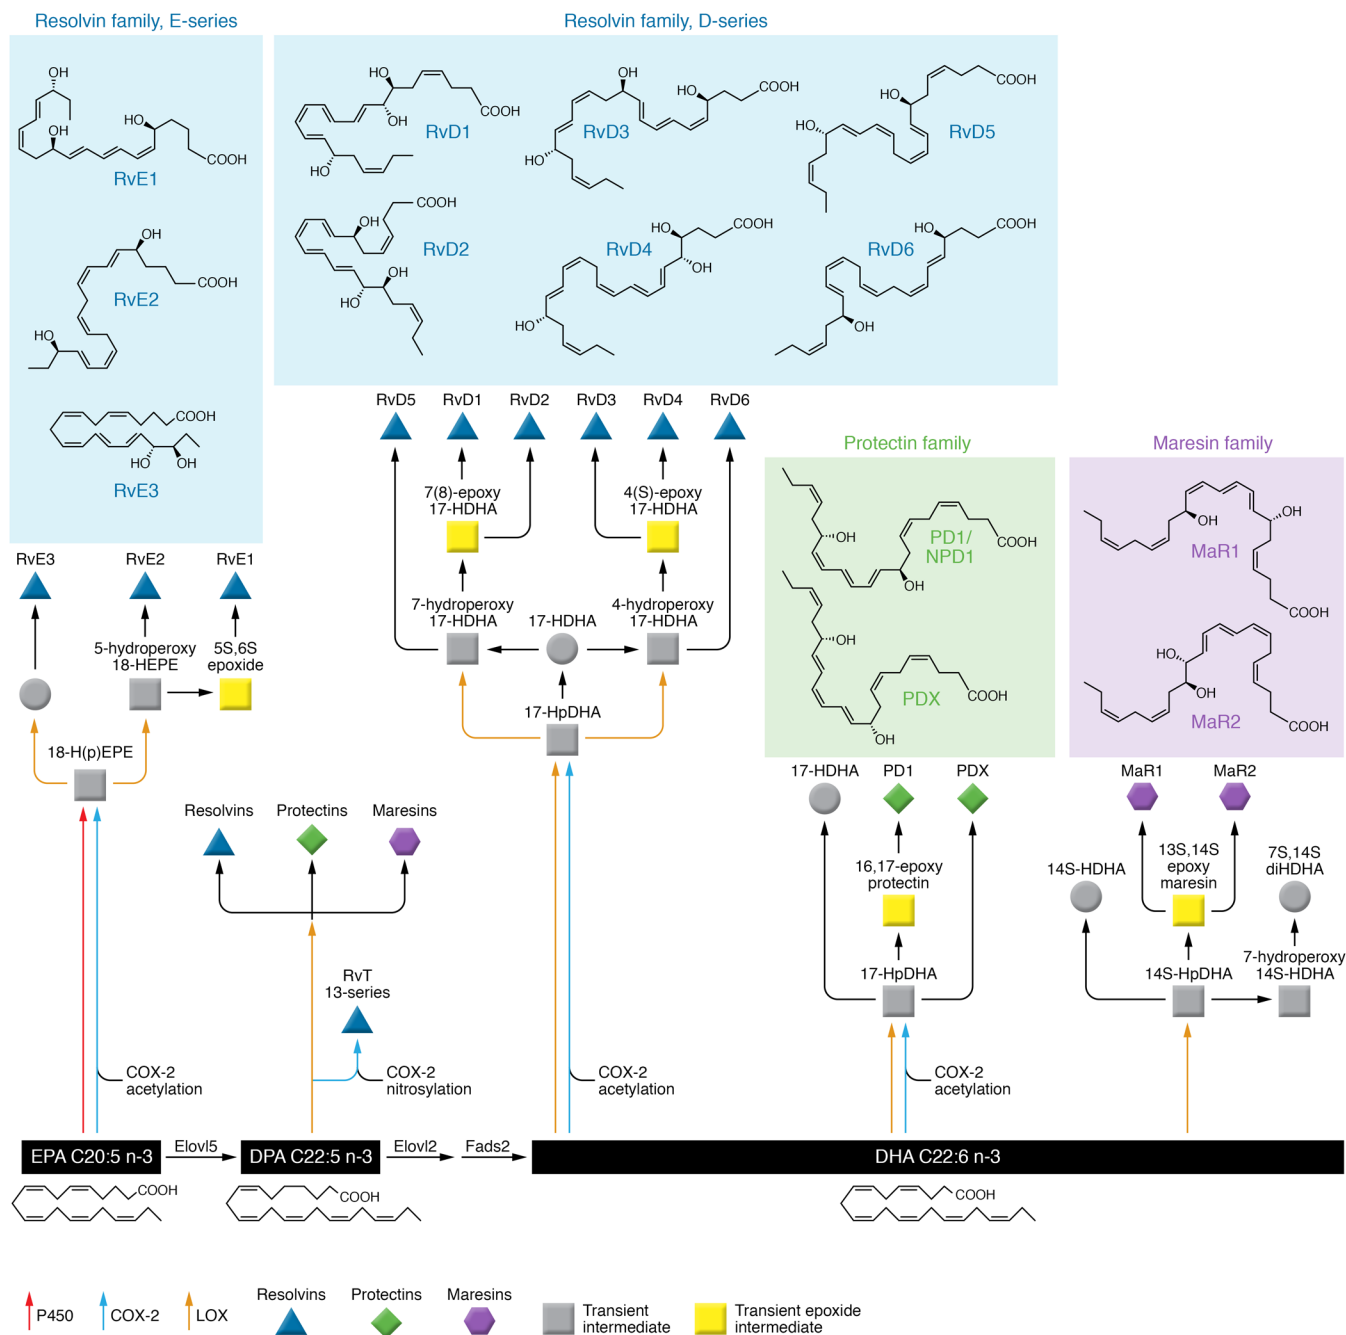 Resolvin family, E-series
OH
OH
HO
COOH
RvE1
OH
COOH
RvE2
HO
COOH
HO
OH
RvE3
Resolvin family, D-series
HO
OH
COOH
RvD1
HO
OH
HO
COOH
RvD3
HO
COOH
HO
RvD5
HO
COOH
OH
RvD2
OH
HO
COOH
HO
OH
RvD4
HO
COOH
HO
RvD6
OH
RvE3
RvE2
RvE1
5-hydroperoxy
18-HEPE
5S,6S
epoxide
18-H(p)EPE
RvD5
RvD1
RvD2
RvD3
RvD4
RvD6
7(8)-epoxy
17-HDHA
4(S)-epoxy
17-HDHA
7-hydroperoxy
17-HDHA
17-HDHA
4-hydroperoxy
17-HDHA
17-HpDHA
Protectin family
OH
COOH
PD1/
NPD1
OH
OH
COOH
PDX
OH
Maresin family
OH
OH
MaR1
COOH
HO
OH
MaR2
COOH
Resolvins
Protectins
Maresins
RvT
13-series
17-HDHA
PD1
PDX
16,17-epoxy
protectin
17-HpDHA
MaR1
MaR2
14S-HDHA
13S,14S
epoxy
maresin
7S,14S
diHDHA
14S-HpDHA
7-hydroperoxy
14S-HDHA
COX-2
acetylation
COX-2
nitrosylation
COX-2
acetylation
COX-2
acetylation
EPA C20:5 n-3
Elovl5
DPA C22:5 n-3
Elovl2
Fads2
DHA C22:6 n-3
COOH
COOH
COOH
P450
COX-2
LOX
Resolvins
Protectins
Maresins
Transient
intermediate
Transient epoxide
intermediate